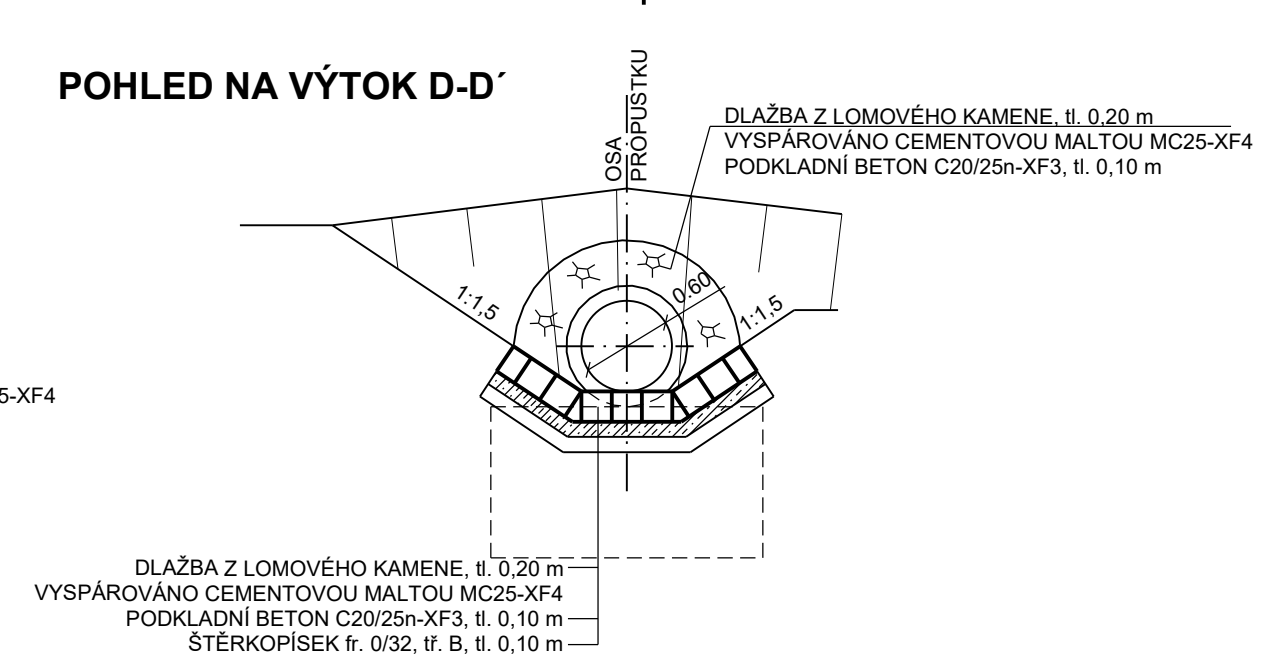 POHLED NA VÝTOK D-D´
OSA
PROPUSTKU
DLAŽBA Z LOMOVÉHO KAMENE, tl. 0,20 m
VYSPÁROVÁNO CEMENTOVOU MALTOU MC25-XF4
PODKLADNÍ BETON C20/25n-XF3, tl. 0,10 m
1:1,5
0.60
1:1,5
5-XF4
DLAŽBA Z LOMOVÉHO KAMENE, tl. 0,20 m
VYSPÁROVÁNO CEMENTOVOU MALTOU MC25-XF4
PODKLADNÍ BETON C20/25n-XF3, tl. 0,10 m
ŠTĚRKOPÍSEK fr. 0/32, tř. B, tl. 0,10 m